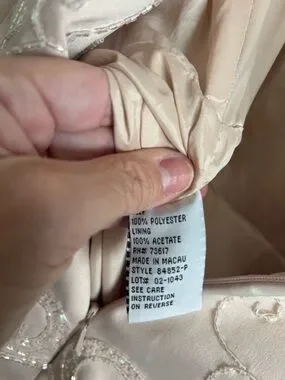 100% POLYESTER
LINING
100% ACETATE
RN# 73617
MADE IN MACAU
STYLE 84852-P
LOT# 02-1043
SEE CARE
INSTRUCTION
ON REVERSE